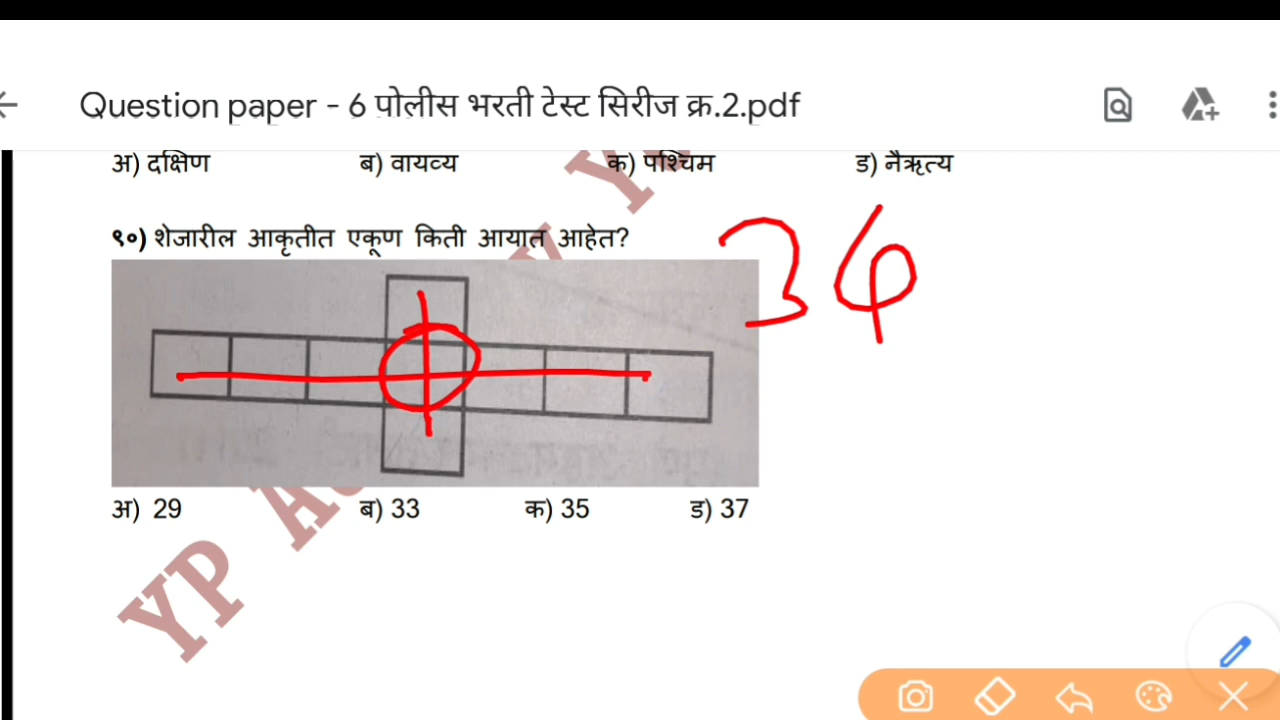 Question paper - 6 पोलीस भरती टेस्ट सिरीज क्र.2.pdf
अ) दक्षिण ब) वायव्य क) पश्चिम ड) नैऋत्य
९०) शेजारील आकृतीत एकूण किती आयात आहेत?
अ) 29 ब) 33 क) 35 ड) 37
YP